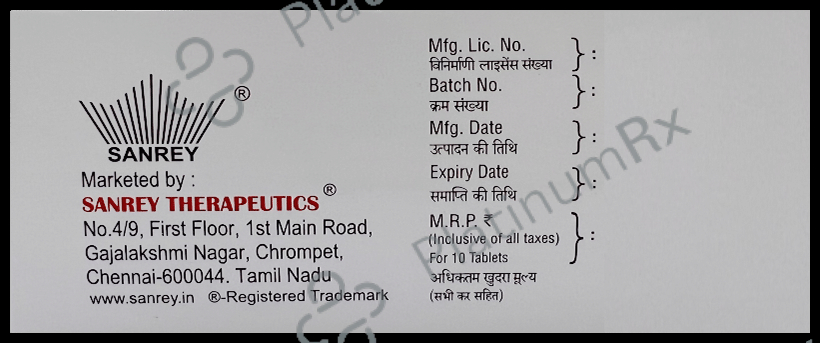 SANREY ®
Marketed by :
SANREY THERAPEUTICS ®
No.4/9, First Floor, 1st Main Road,
Gajalakshmi Nagar, Chrompet,
Chennai-600044. Tamil Nadu
www.sanrey.in ®-Registered Trademark
Mfg. Lic. No.
विनिर्माणी लाइसेंस संख्या } :
Batch No.
क्रम संख्या } :
Mfg. Date
उत्पादन की तिथि } :
Expiry Date
समाप्ति की तिथि } :
M.R.P. ₹
(Inclusive of all taxes) } :
For 10 Tablets
अधिकतम खुदरा मूल्य
(सभी कर सहित)
PlatinumRx
Platin